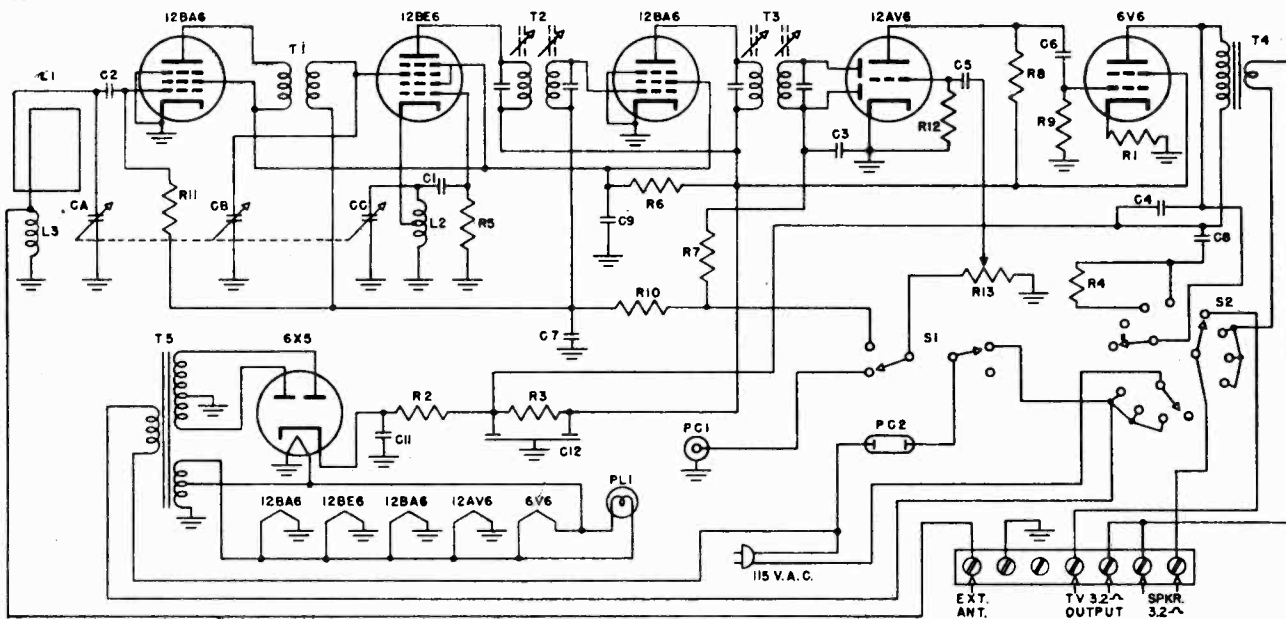 12BA6
12BE6
T2
12BA6
T3
12AV6
6V6
T4
T1
L1
C2
C6
C5
R8
R9
R12
R1
C3
R11
CA
CB
CC
C1
L2
R5
C9
R6
C4
C8
L3
R7
R4
R13
R10
S2
C7
S1
T5
6X5
R2
R3
C11
C12
PC1
PC2
12BA6
12BE6
12BA6
12AV6
6V6
PL1
115 V.A.C.
EXT.
ANT.
TV 3.2-
OUTPUT
SPKR.
3.2-